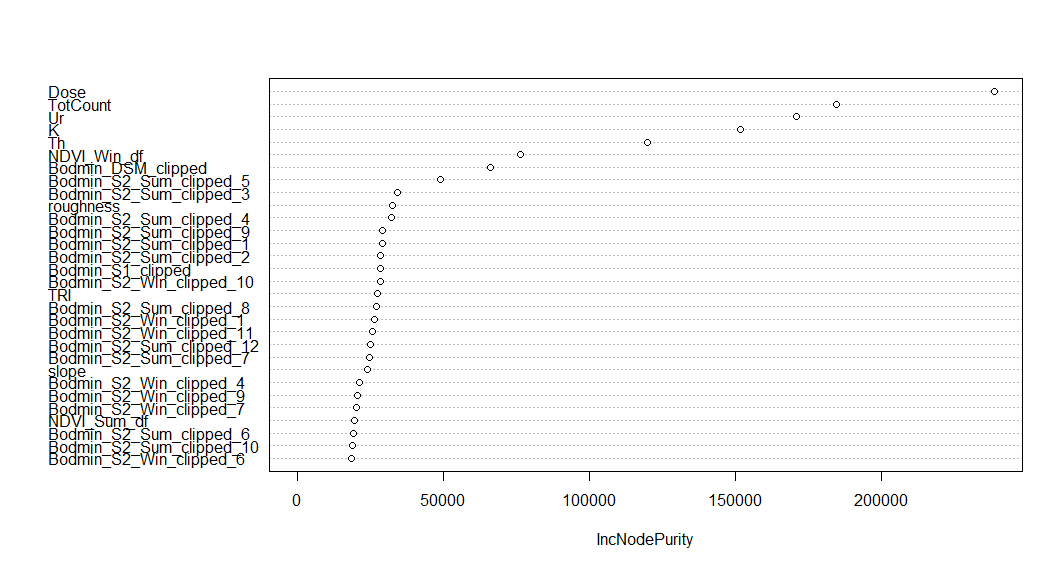 Dose
TotCount
Ur
K
Th
NDVI_Win_df
Bodmin_DSM_clipped
Bodmin_S2_Sum_clipped_5
Bodmin_S2_Sum_clipped_3
roughness
Bodmin_S2_Sum_clipped_4
Bodmin_S2_Sum_clipped_9
Bodmin_S2_Sum_clipped_1
Bodmin_S2_Sum_clipped_2
Bodmin_S1_clipped
Bodmin_S2_Win_clipped_10
TRI
Bodmin_S2_Sum_clipped_8
Bodmin_S2_Win_clipped_1
Bodmin_S2_Win_clipped_11
Bodmin_S2_Sum_clipped_12
Bodmin_S2_Sum_clipped_7
slope
Bodmin_S2_Win_clipped_4
Bodmin_S2_Win_clipped_9
Bodmin_S2_Win_clipped_7
NDVI_Sum_df
Bodmin_S2_Sum_clipped_6
Bodmin_S2_Sum_clipped_10
Bodmin_S2_Win_clipped_6
0 50000 100000 150000 200000
IncNodePurity